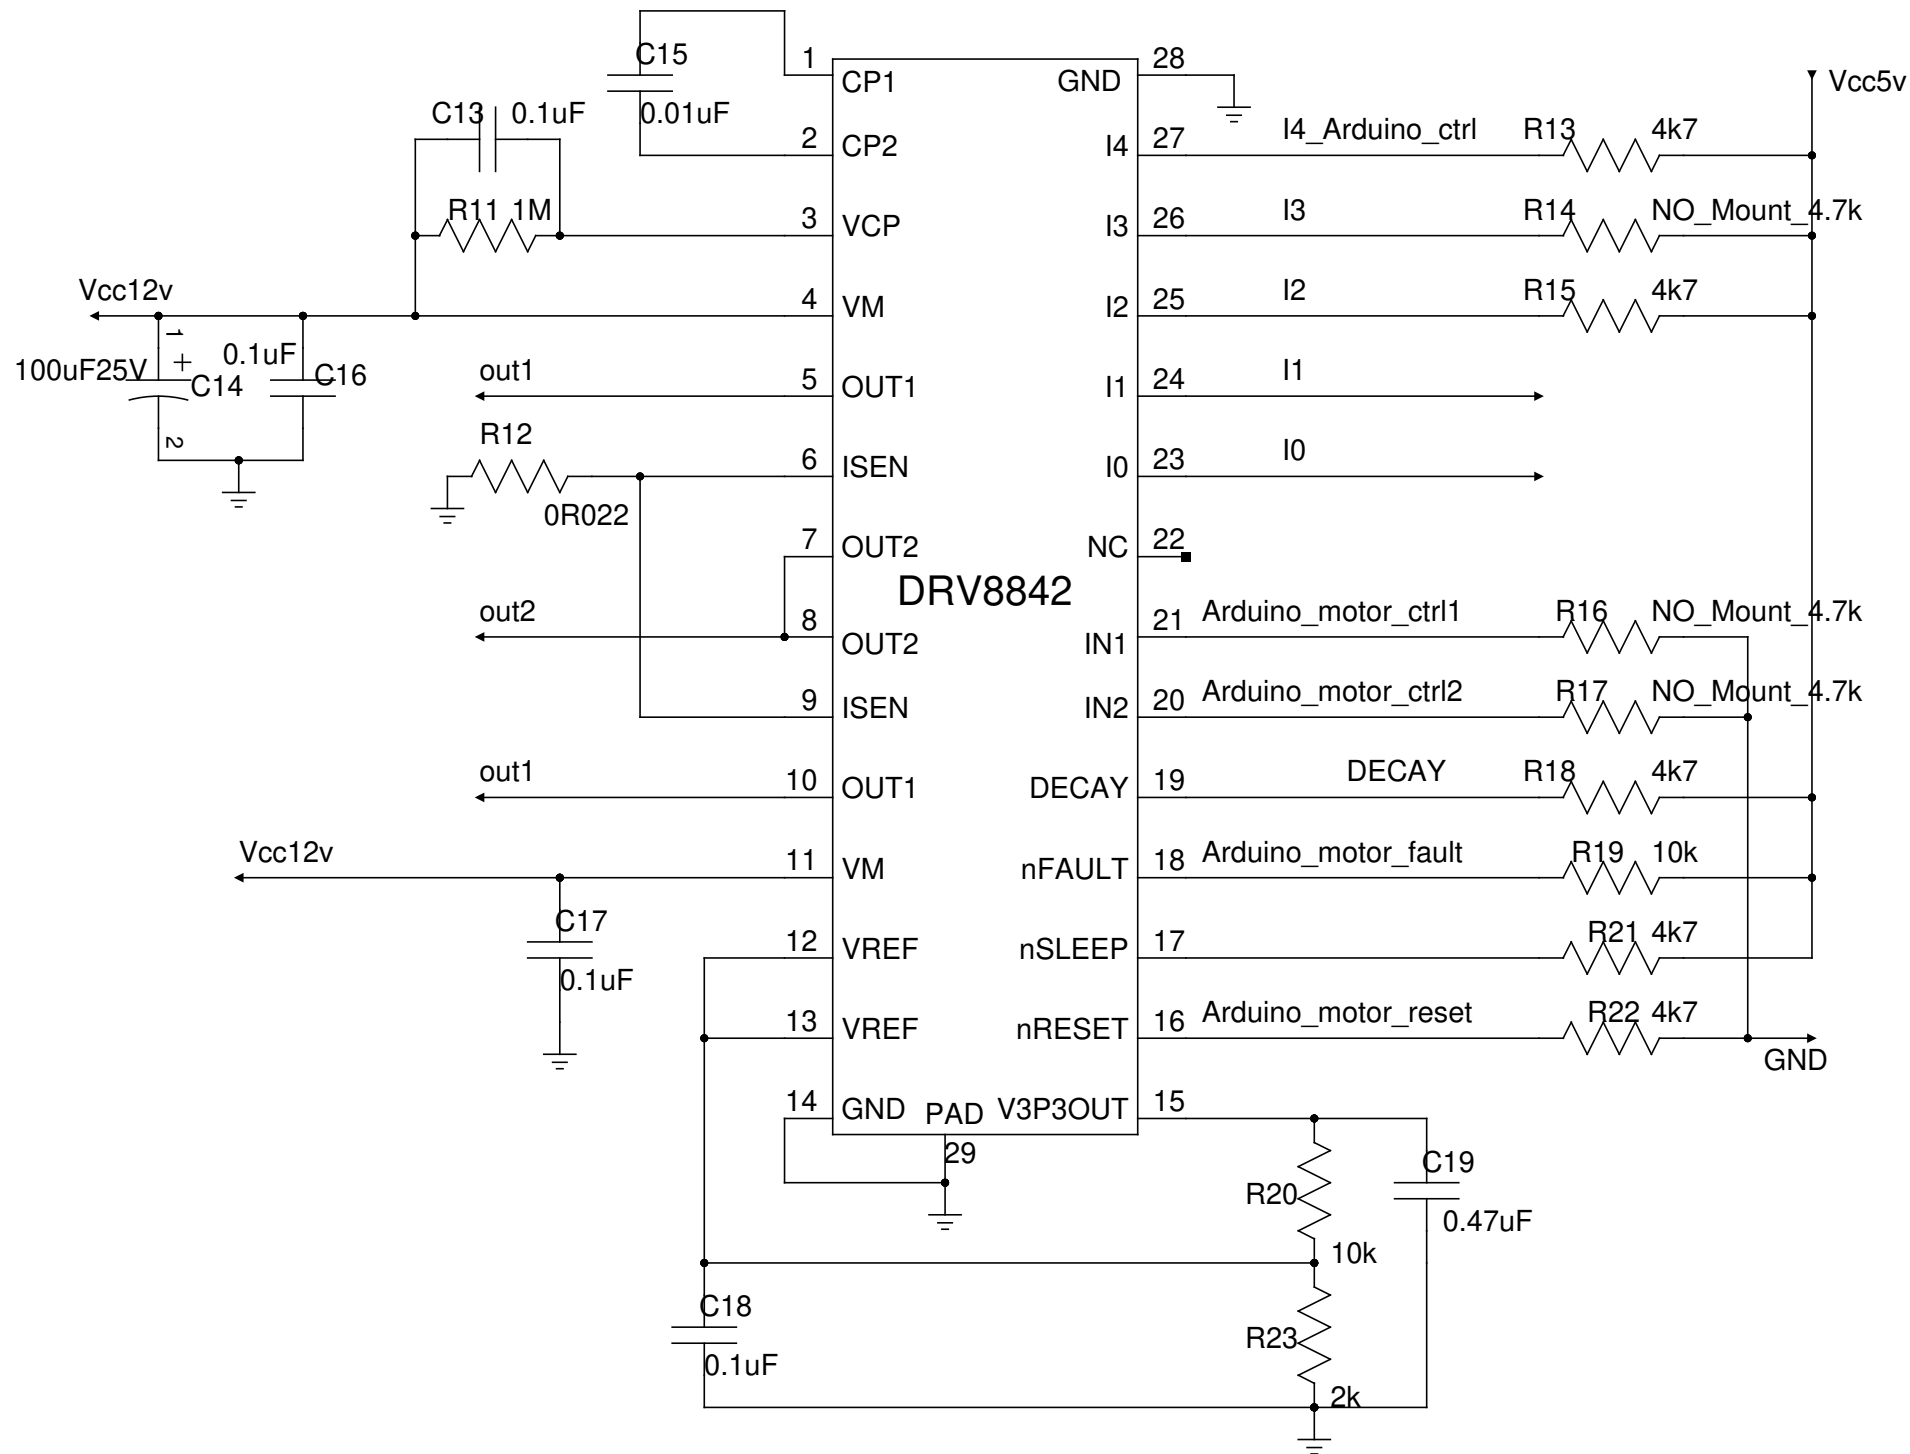 C15
0.01uF
1
CP1
GND
28
Vcc5v
C13
0.1uF
2
CP2
I4
27
I4_Arduino_ctrl
R13
4k7
R11
1M
3
VCP
I3
26
I3
R14
NO_Mount_4.7k
Vcc12v
4
VM
I2
25
I2
R15
4k7
1
+
100uF25V
C14
2
0.1uF
C16
out1
5
OUT1
I1
24
I1
R12
0R022
6
ISEN
I0
23
I0
7
OUT2
NC
22
DRV8842
out2
8
OUT2
IN1
21
Arduino_motor_ctrl1
R16
NO_Mount_4.7k
9
ISEN
IN2
20
Arduino_motor_ctrl2
R17
NO_Mount_4.7k
out1
10
OUT1
DECAY
19
DECAY
R18
4k7
Vcc12v
11
VM
nFAULT
18
Arduino_motor_fault
R19
10k
C17
0.1uF
12
VREF
nSLEEP
17
R21
4k7
13
VREF
nRESET
16
Arduino_motor_reset
R22
4k7
GND
14
GND
PAD
29
V3P3OUT
15
R20
10k
C19
0.47uF
C18
0.1uF
R23
2k